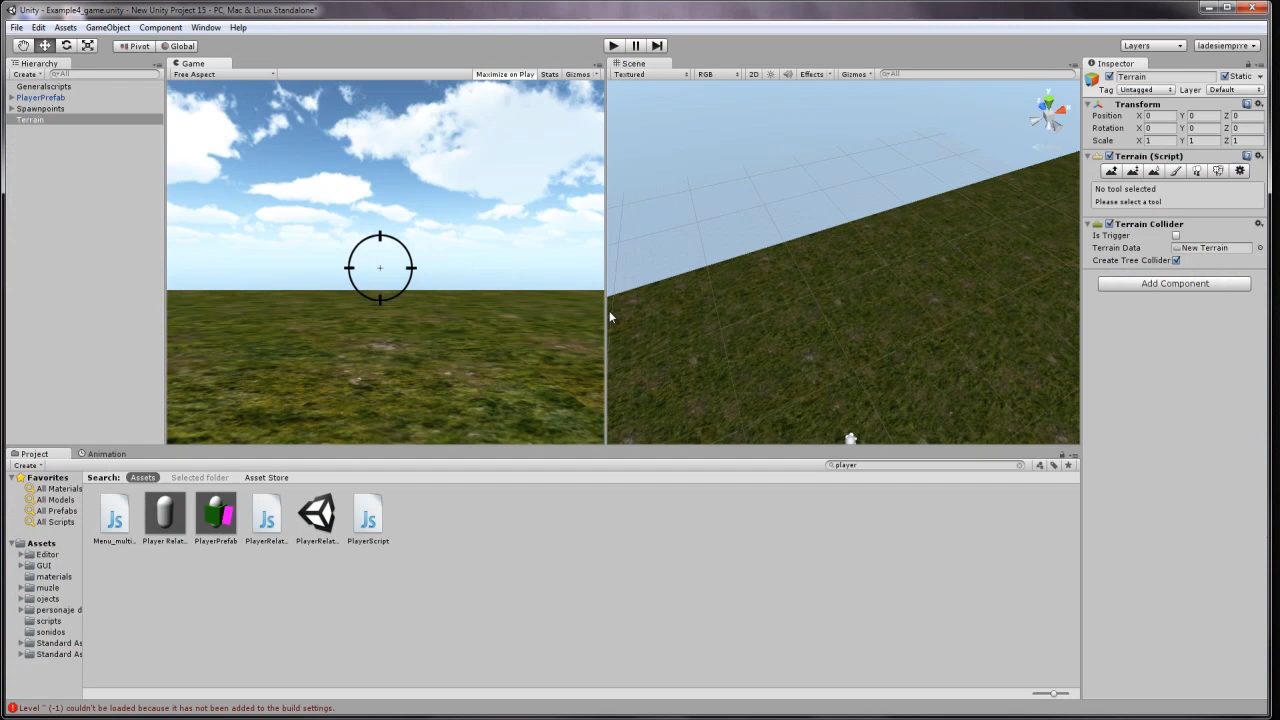 Unity - Example4_game.unity - New Unity Project 15 - PC, Mac & Linux Standalone*
File Edit Assets GameObject Component Window Help
Pivot Global Layers ladesiemprre
Hierarchy
Create All
Generalscripts
PlayerPrefab
Spawnpoints
Terrain
Game
Free Aspect Maximize on Play Stats Gizmos
Scene
Textured RGB 2D Effects Gizmos All
Inspector
Terrain Static
Tag Untagged Layer Default
Transform
Position X 0 Y 0 Z 0
Rotation X 0 Y 0 Z 0
Scale X 1 Y 1 Z 1
Terrain (Script)
No tool selected
Please select a tool
Terrain Collider
Is Trigger
Terrain Data New Terrain
Create Tree Collider
Add Component
Project Animation
Create player
Favorites
All Materials
All Models
All Prefabs
All Scripts
Assets
Editor
GUI
materials
muzle
ojects
personaje d
scripts
sonidos
Standard As
Standard As
Search: Assets Selected folder Asset Store
Js Js Js
Menu_multi... Player Relat... PlayerPrefab PlayerRelat... PlayerRelat... PlayerScript
Level '' (-1) couldn't be loaded because it has not been added to the build settings.